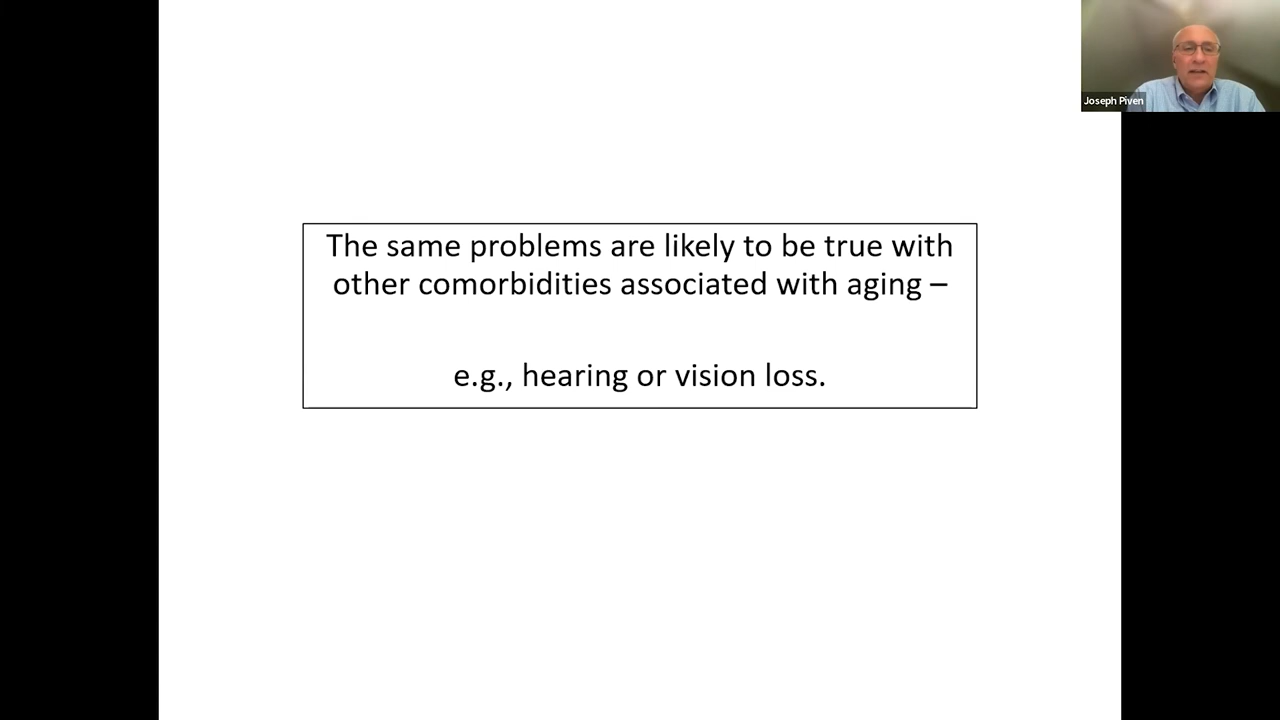 Joseph Piven
The same problems are likely to be true with
other comorbidities associated with aging –
e.g., hearing or vision loss.